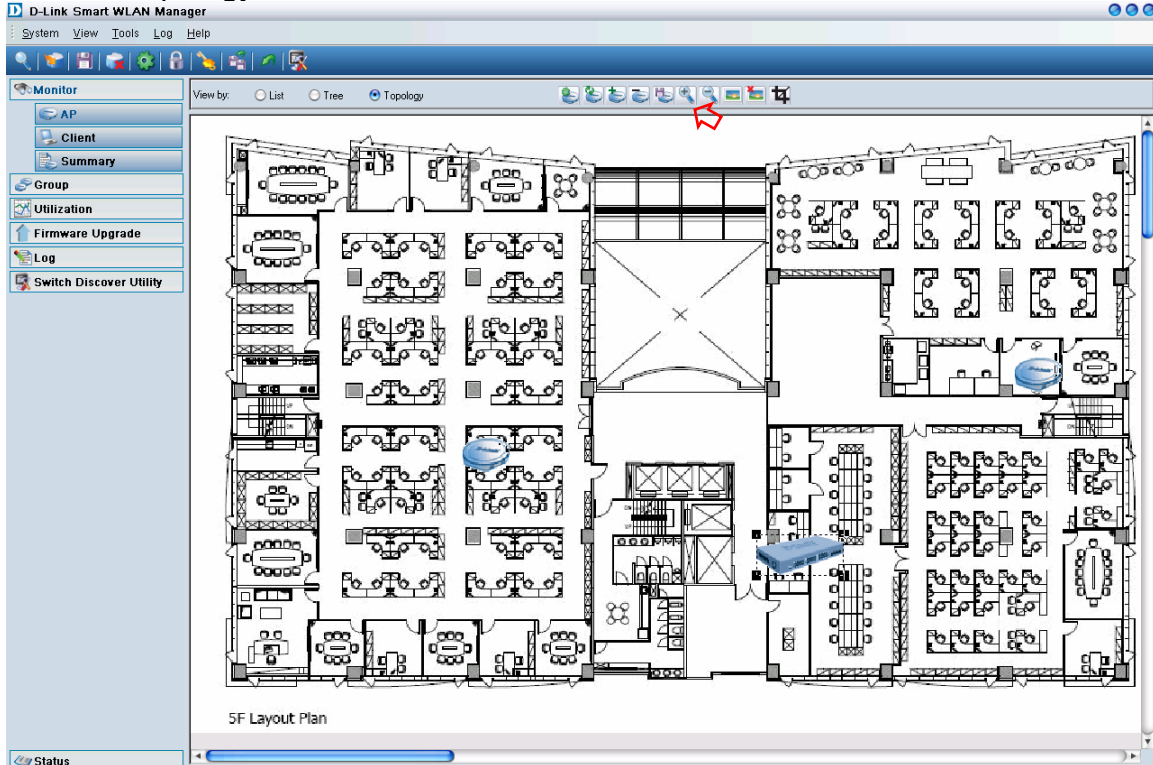 D-Link Smart WLAN Manager
System View Tools Log Help
Monitor
View by: List Tree Topology
AP
Client
Summary
Group
Utilization
Firmware Upgrade
Log
Switch Discover Utility
5F Layout Plan
Status